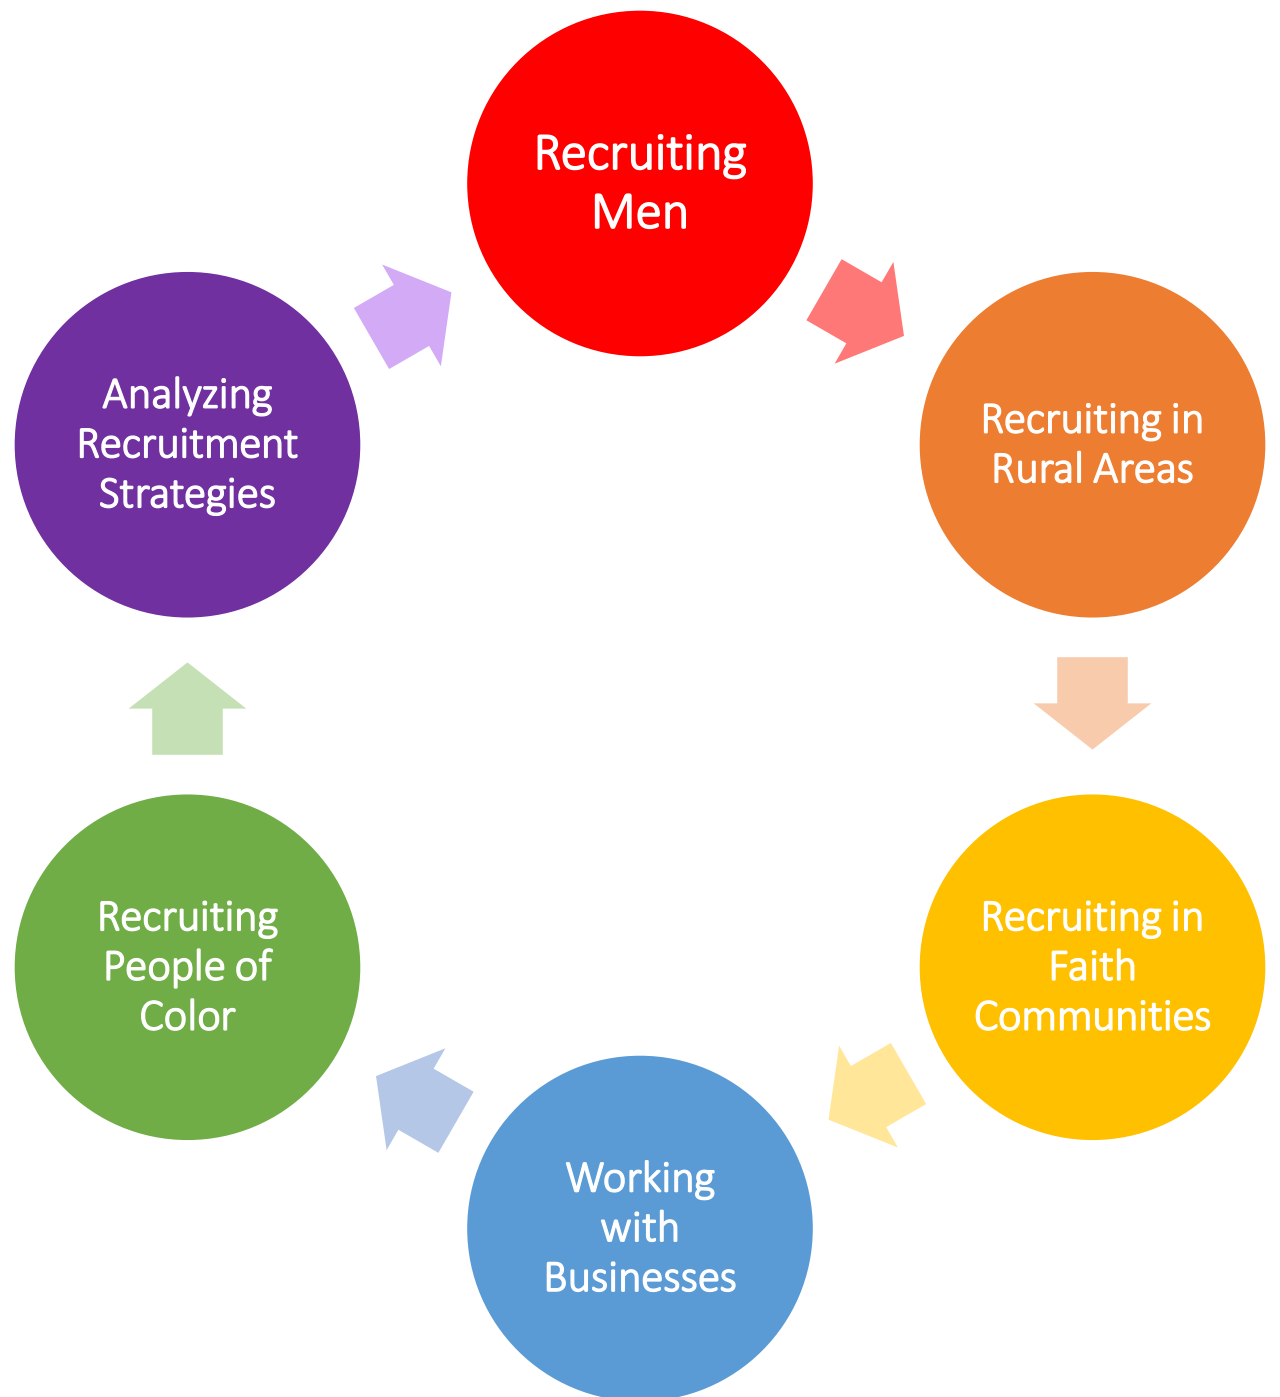 Recruiting
Men
Recruiting in
Rural Areas
Recruiting in
Faith
Communities
Working
with
Businesses
Recruiting
People of
Color
Analyzing
Recruitment
Strategies